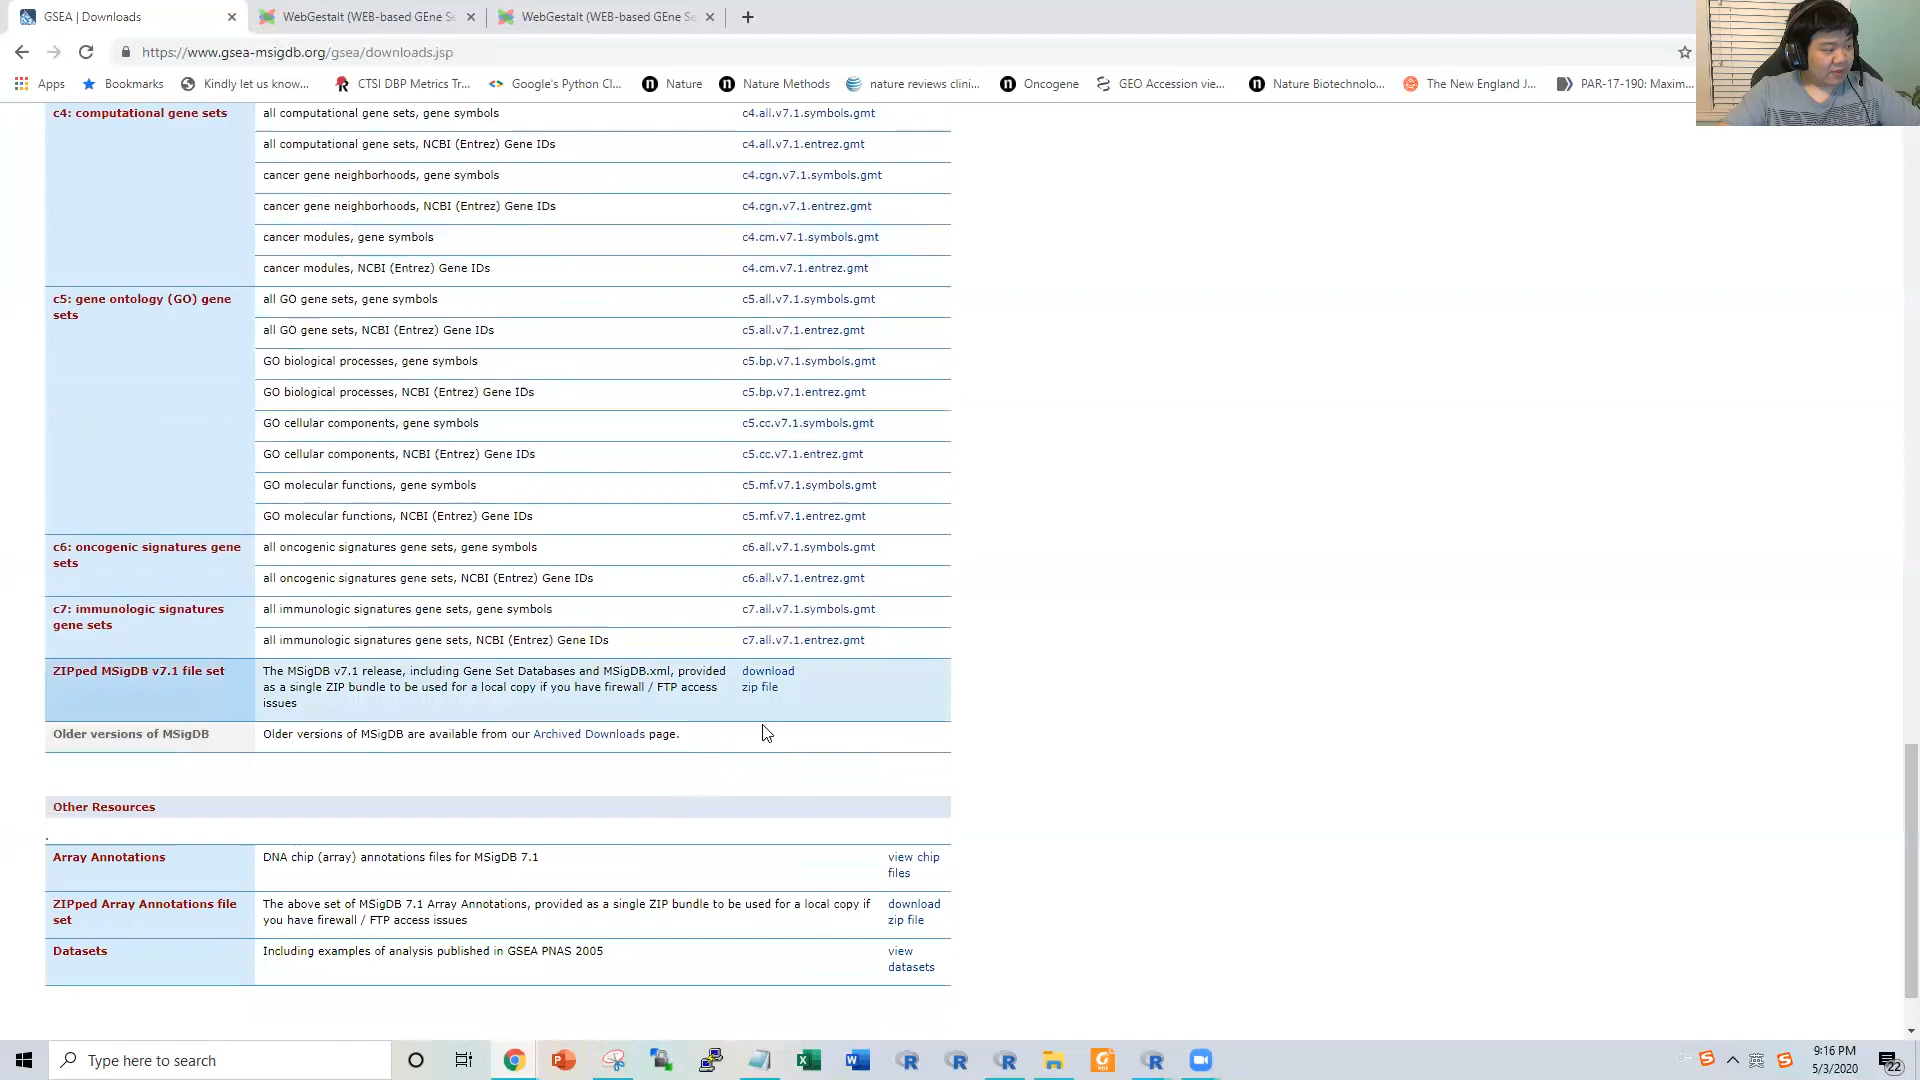 GSEA | Downloads
WebGestalt (WEB-based GEne Se
WebGestalt (WEB-based GEne Se
https://www.gsea-msigdb.org/gsea/downloads.jsp
Apps
Bookmarks
Kindly let us know...
CTSI DBP Metrics Tr...
Google's Python Cl...
Nature
Nature Methods
nature reviews clini...
Oncogene
GEO Accession vie...
Nature Biotechnolo...
The New England J...
PAR-17-190: Maxim...
c4: computational gene sets
all computational gene sets, gene symbols
c4.all.v7.1.symbols.gmt
all computational gene sets, NCBI (Entrez) Gene IDs
c4.all.v7.1.entrez.gmt
cancer gene neighborhoods, gene symbols
c4.cgn.v7.1.symbols.gmt
cancer gene neighborhoods, NCBI (Entrez) Gene IDs
c4.cgn.v7.1.entrez.gmt
cancer modules, gene symbols
c4.cm.v7.1.symbols.gmt
cancer modules, NCBI (Entrez) Gene IDs
c4.cm.v7.1.entrez.gmt
c5: gene ontology (GO) gene
sets
all GO gene sets, gene symbols
c5.all.v7.1.symbols.gmt
all GO gene sets, NCBI (Entrez) Gene IDs
c5.all.v7.1.entrez.gmt
GO biological processes, gene symbols
c5.bp.v7.1.symbols.gmt
GO biological processes, NCBI (Entrez) Gene IDs
c5.bp.v7.1.entrez.gmt
GO cellular components, gene symbols
c5.cc.v7.1.symbols.gmt
GO cellular components, NCBI (Entrez) Gene IDs
c5.cc.v7.1.entrez.gmt
GO molecular functions, gene symbols
c5.mf.v7.1.symbols.gmt
GO molecular functions, NCBI (Entrez) Gene IDs
c5.mf.v7.1.entrez.gmt
c6: oncogenic signatures gene
sets
all oncogenic signatures gene sets, gene symbols
c6.all.v7.1.symbols.gmt
all oncogenic signatures gene sets, NCBI (Entrez) Gene IDs
c6.all.v7.1.entrez.gmt
c7: immunologic signatures
gene sets
all immunologic signatures gene sets, gene symbols
c7.all.v7.1.symbols.gmt
all immunologic signatures gene sets, NCBI (Entrez) Gene IDs
c7.all.v7.1.entrez.gmt
ZIPped MSigDB v7.1 file set
The MSigDB v7.1 release, including Gene Set Databases and MSigDB.xml, provided
as a single ZIP bundle to be used for a local copy if you have firewall / FTP access
issues
download
zip file
Older versions of MSigDB
Older versions of MSigDB are available from our Archived Downloads page.
Other Resources
.
Array Annotations
DNA chip (array) annotations files for MSigDB 7.1
view chip
files
ZIPped Array Annotations file
set
The above set of MSigDB 7.1 Array Annotations, provided as a single ZIP bundle to be used for a local copy if
you have firewall / FTP access issues
download
zip file
Datasets
Including examples of analysis published in GSEA PNAS 2005
view
datasets
Type here to search
英
9:16 PM
5/3/2020
22